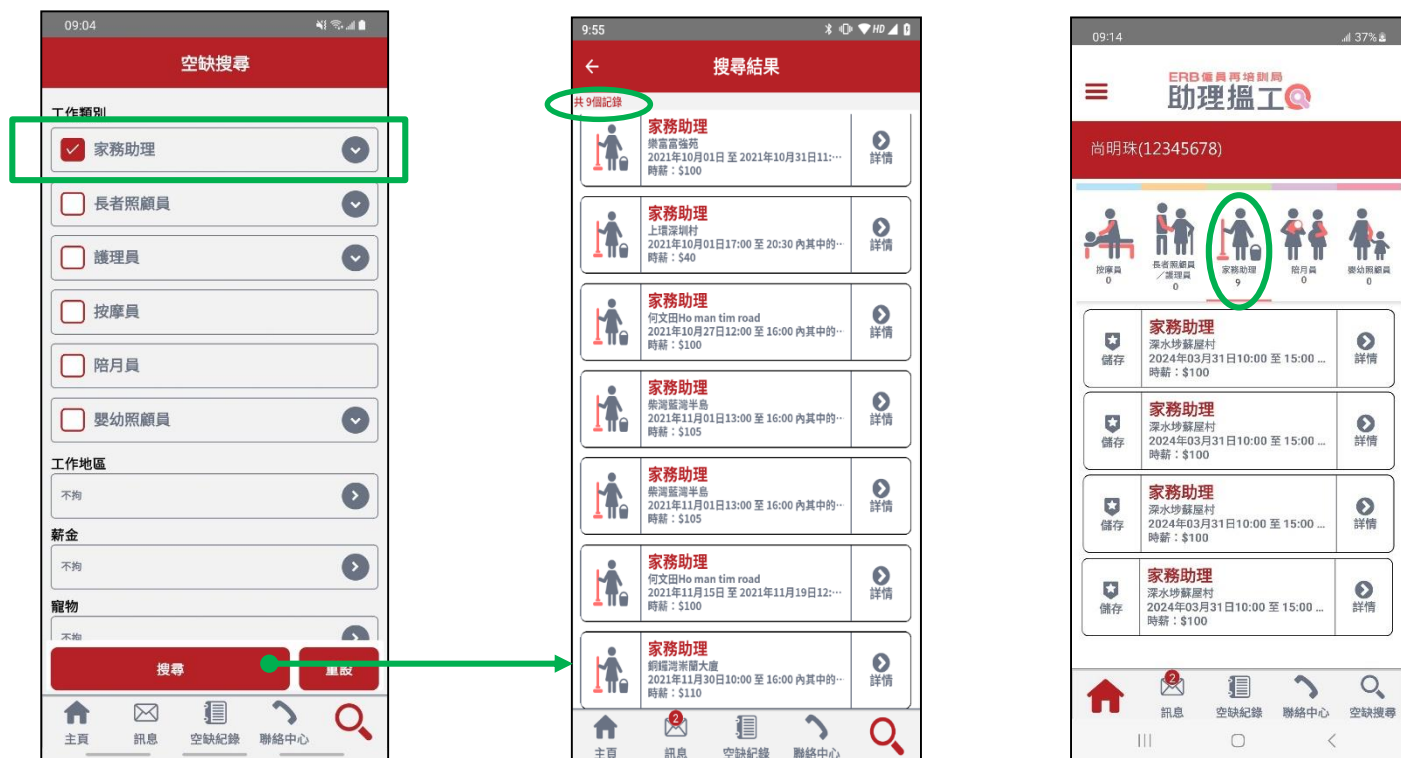 09:04
空缺搜尋
工作類別
家務助理
長者照顧員
護理員
按摩員
陪月員
嬰幼照顧員
工作地區
不拘
薪金
不拘
寵物
不拘
搜尋
重設
主頁
訊息
空缺紀錄
聯絡中心
9:55
HD
搜尋結果
共 9個記錄
家務助理
樂富富強苑
2021年10月01日 至 2021年10月31日11:…
時薪：$100
詳情
家務助理
上環深圳村
2021年10月01日17:00 至 20:30 內其中的…
時薪：$40
詳情
家務助理
何文田Ho man tim road
2021年10月27日12:00 至 16:00 內其中的…
時薪：$100
詳情
家務助理
柴灣藍灣半島
2021年11月01日13:00 至 16:00 內其中的…
時薪：$105
詳情
家務助理
柴灣藍灣半島
2021年11月01日13:00 至 16:00 內其中的…
時薪：$105
詳情
家務助理
何文田Ho man tim road
2021年11月15日 至 2021年11月19日12:…
時薪：$100
詳情
家務助理
銅鑼灣崇蘭大廈
2021年11月30日10:00 至 16:00 內其中的…
時薪：$110
詳情
2
主頁
訊息
空缺紀錄
聯絡中心
09:14
37%
ERB僱員再培訓局
助理搵工
尚明珠(12345678)
按摩員
0
長者照顧員
／護理員
0
家務助理
9
陪月員
0
嬰幼照顧員
0
家務助理
深水埗蘇屋村
2024年03月31日10:00 至 15:00 ...
時薪：$100
儲存
詳情
家務助理
深水埗蘇屋村
2024年03月31日10:00 至 15:00 ...
時薪：$100
儲存
詳情
家務助理
深水埗蘇屋村
2024年03月31日10:00 至 15:00 ...
時薪：$100
儲存
詳情
家務助理
深水埗蘇屋村
2024年03月31日10:00 至 15:00 ...
時薪：$100
儲存
詳情
2
訊息
空缺紀錄
聯絡中心
空缺搜尋